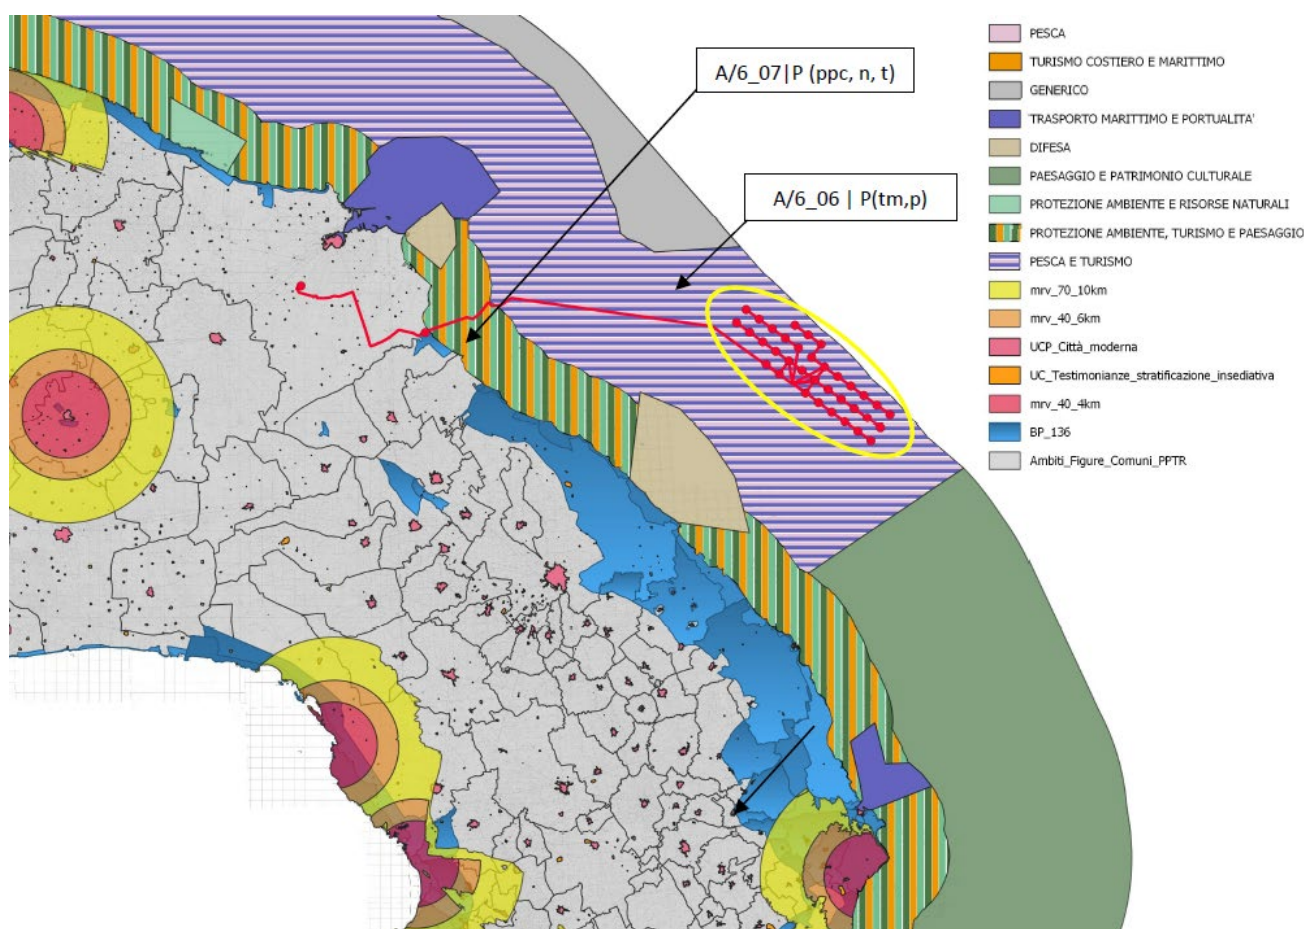 A/6_07|P (ppc, n, t)
A/6_06 | P(tm,p)
PESCA
TURISMO COSTIERO E MARITTIMO
GENERICO
TRASPORTO MARITTIMO E PORTUALITA'
DIFESA
PAESAGGIO E PATRIMONIO CULTURALE
PROTEZIONE AMBIENTE E RISORSE NATURALI
PROTEZIONE AMBIENTE, TURISMO E PAESAGGIO
PESCA E TURISMO
mrv_70_10km
mrv_40_6km
UCP_Città_moderna
UC_Testimonianze_stratificazione_insediativa
mrv_40_4km
BP_136
Ambiti_Figure_Comuni_PPTR